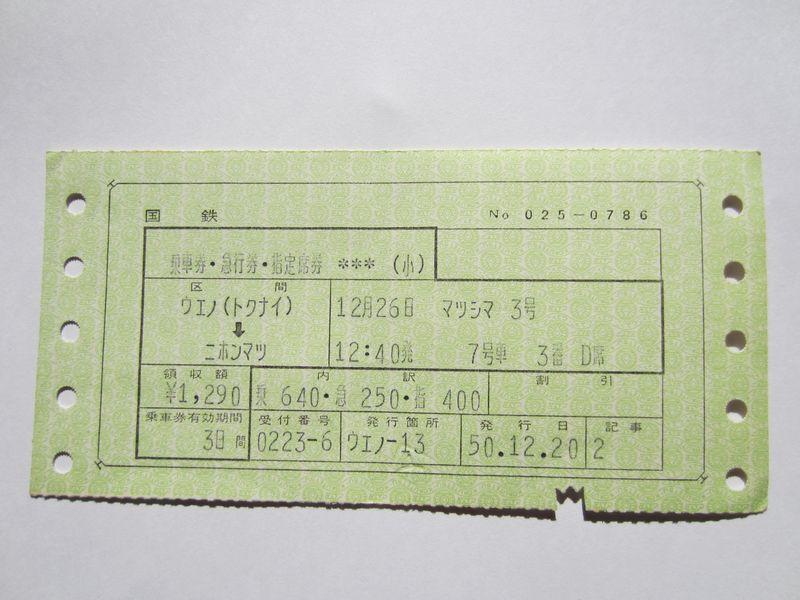 国鉄 No 025-0786
乗車券・急行券・指定席券 *** (小)
区間
ウエノ(トクナイ) 12月26日 マツシマ 3号
⬇
ニホンマツ 12:40発 7号車 3番 D席
領収額 内訳 割引
¥1,290 乗 640・急 250・指 400
乗車券有効期間 受付番号 発行箇所 発行日 記事
3日間 0223-6 ウエノ-13 50.12.20 2